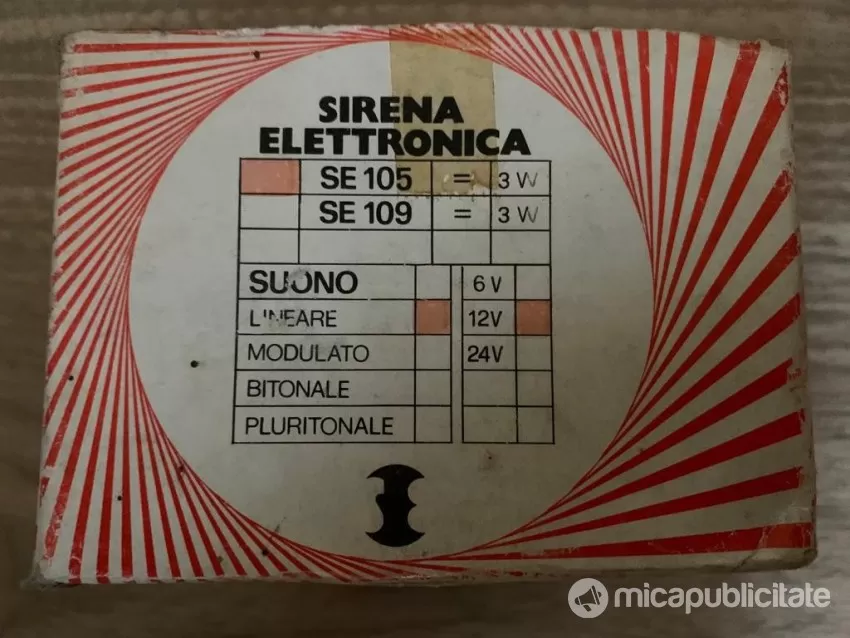 SIRENA
ELETTRONICA
SE 105 = 3 W
SE 109 = 3 W
SUONO 6 V
LINEARE 12V
MODULATO 24V
BITONALE
PLURITONALE
micapublicitate